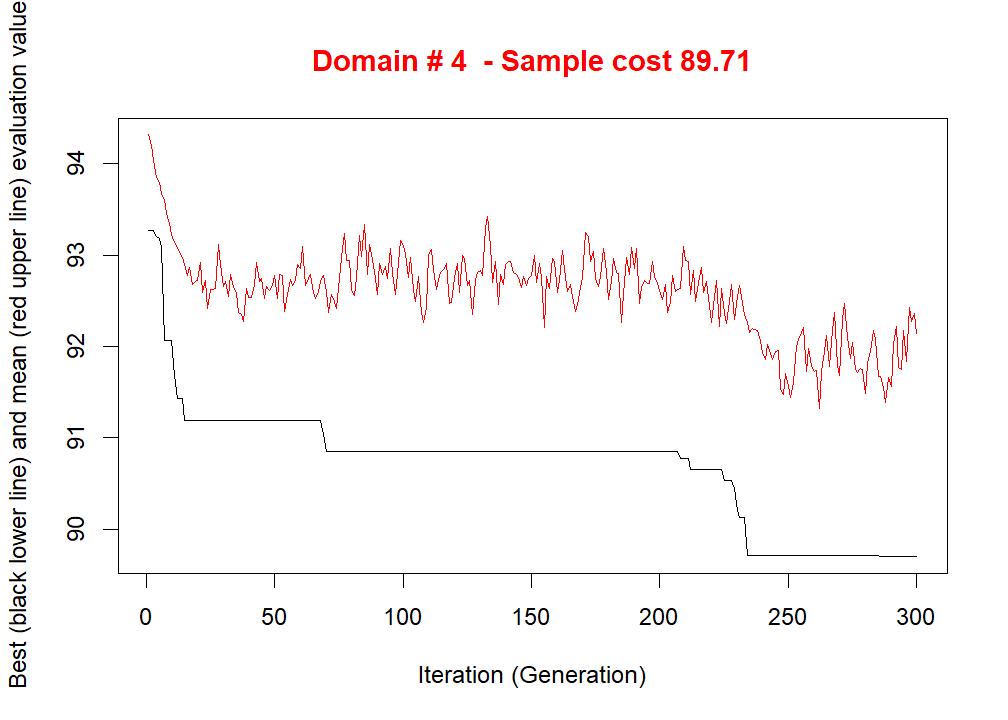 Domain # 4  - Sample cost 89.71
Best (black lower line) and mean (red upper line) evaluation value
94
93
92
91
90
0 50 100 150 200 250 300
Iteration (Generation)